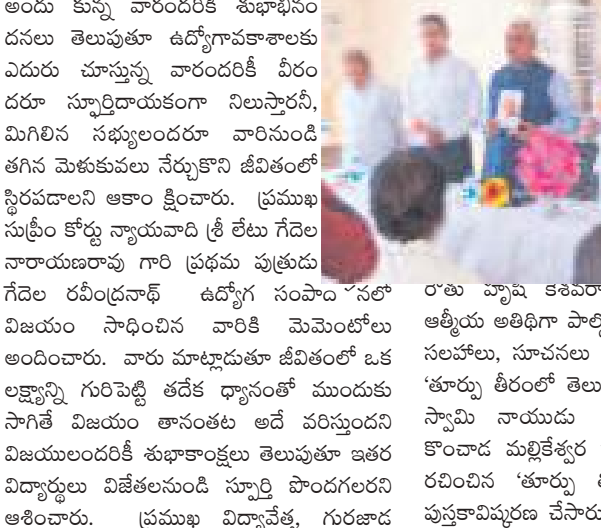 అందు కున్న వారందరికీ శుభాభినం
దనలు తెలుపుతూ ఉద్యోగావకాశాలకు
ఎదురు చూస్తున్న వారందరికీ వీరం
దరూ స్ఫూర్తిదాయకంగా నిలుస్తారనీ,
మిగిలిన సభ్యులందరూ వారినుండి
తగిన మెళుకువలు నేర్చుకొని జీవితంలో
స్థిరపడాలని ఆకాం క్షించారు. ప్రముఖ
సుప్రీం కోర్టు న్యాయవాది శ్రీ లేటు గేదెల
నారాయణరావు గారి ప్రథమ పుత్రుడు
గేదెల రవీంద్రనాథ్ ఉద్యోగ సంపాద నలో
విజయం సాధించిన వారికి మెమెంటోలు
అందించారు. వారు మాట్లాడుతూ జీవితంలో ఒక
లక్ష్యాన్ని గురిపెట్టి తదేక ధ్యానంతో ముందుకు
సాగితే విజయం తానంతట అదే వరిస్తుందని
విజయులందరికీ శుభాకాంక్షలు తెలుపుతూ ఇతర
విద్యార్థులు విజేతలనుండి స్ఫూర్తి పొందగలరని
ఆశించారు. ప్రముఖ విద్యావేత్త, గురజాడ
ఆత్మీయ అతిథిగా
సలహాలు, సూచనలు
‘తూర్పు తీరంలో
స్వామి నాయుడు
కొంచాడ మల్లికేశ్వర
రచించిన ‘తూర్పు
పుస్తకావిష్కరణ